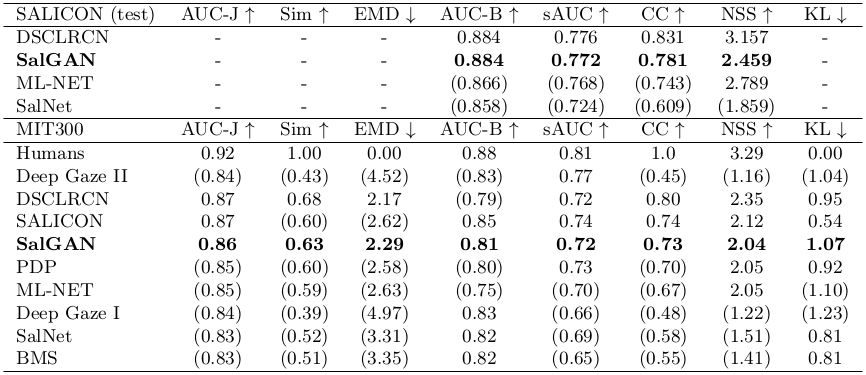 SALICON (test) AUC-J ↑ Sim ↑ EMD ↓ AUC-B ↑ sAUC ↑ CC ↑ NSS ↑ KL ↓
DSCLRCN - - - 0.884 0.776 0.831 3.157 -
SalGAN - - - 0.884 0.772 0.781 2.459 -
ML-NET - - - (0.866) (0.768) (0.743) 2.789 -
SalNet - - - (0.858) (0.724) (0.609) (1.859) -
MIT300 AUC-J ↑ Sim ↑ EMD ↓ AUC-B ↑ sAUC ↑ CC ↑ NSS ↑ KL ↓
Humans 0.92 1.00 0.00 0.88 0.81 1.0 3.29 0.00
Deep Gaze II (0.84) (0.43) (4.52) (0.83) 0.77 (0.45) (1.16) (1.04)
DSCLRCN 0.87 0.68 2.17 (0.79) 0.72 0.80 2.35 0.95
SALICON 0.87 (0.60) (2.62) 0.85 0.74 0.74 2.12 0.54
SalGAN 0.86 0.63 2.29 0.81 0.72 0.73 2.04 1.07
PDP (0.85) (0.60) (2.58) (0.80) 0.73 (0.70) 2.05 0.92
ML-NET (0.85) (0.59) (2.63) (0.75) (0.70) (0.67) 2.05 (1.10)
Deep Gaze I (0.84) (0.39) (4.97) 0.83 (0.66) (0.48) (1.22) (1.23)
SalNet (0.83) (0.52) (3.31) 0.82 (0.69) (0.58) (1.51) 0.81
BMS (0.83) (0.51) (3.35) 0.82 (0.65) (0.55) (1.41) 0.81